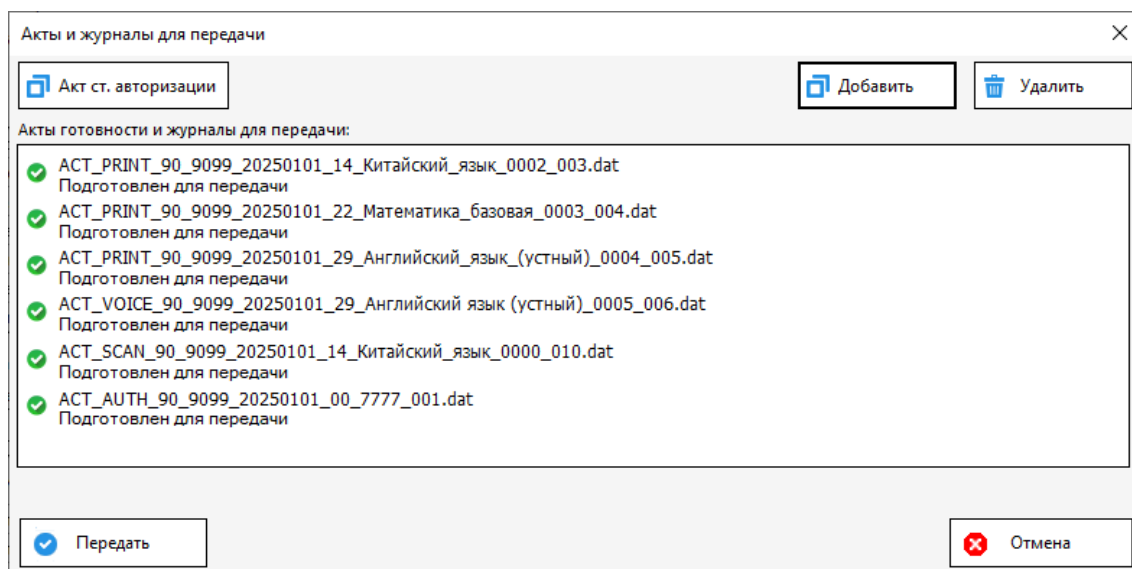 Акты и журналы для передачи
Акт ст. авторизации
Добавить
Удалить
Акты готовности и журналы для передачи:
ACT_PRINT_90_9099_20250101_14_Китайский_язык_0002_003.dat
Подготовлен для передачи
ACT_PRINT_90_9099_20250101_22_Математика_базовая_0003_004.dat
Подготовлен для передачи
ACT_PRINT_90_9099_20250101_29_Английский_язык_(устный)_0004_005.dat
Подготовлен для передачи
ACT_VOICE_90_9099_20250101_29_Английский язык (устный)_0005_006.dat
Подготовлен для передачи
ACT_SCAN_90_9099_20250101_14_Китайский_язык_0000_010.dat
Подготовлен для передачи
ACT_AUTH_90_9099_20250101_00_7777_001.dat
Подготовлен для передачи
Передать
Отмена